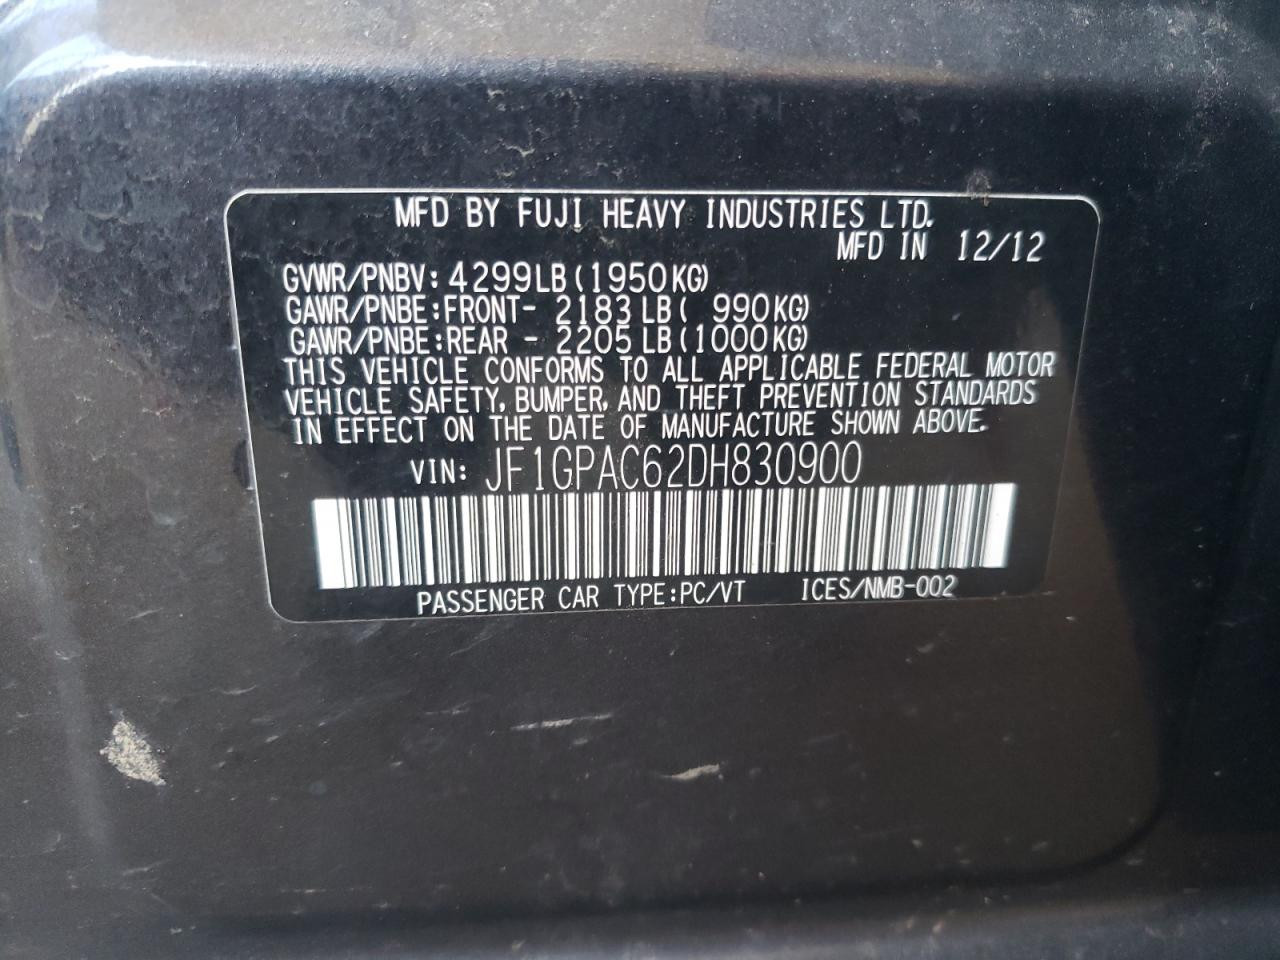 MFD BY FUJI HEAVY INDUSTRIES LTD.
MFD IN 12/12
GVWR/PNBV: 4299LB (1950KG)
GAWR/PNBE:FRONT- 2183LB ( 990KG)
GAWR/PNBE:REAR - 2205LB (1000KG)
THIS VEHICLE CONFORMS TO ALL APPLICABLE FEDERAL MOTOR
VEHICLE SAFETY, BUMPER, AND THEFT PREVENTION STANDARDS
IN EFFECT ON THE DATE OF MANUFACTURE SHOWN ABOVE.
VIN: JF1GPAC62DH830900
PASSENGER CAR TYPE:PC/VT ICES/NMB-002